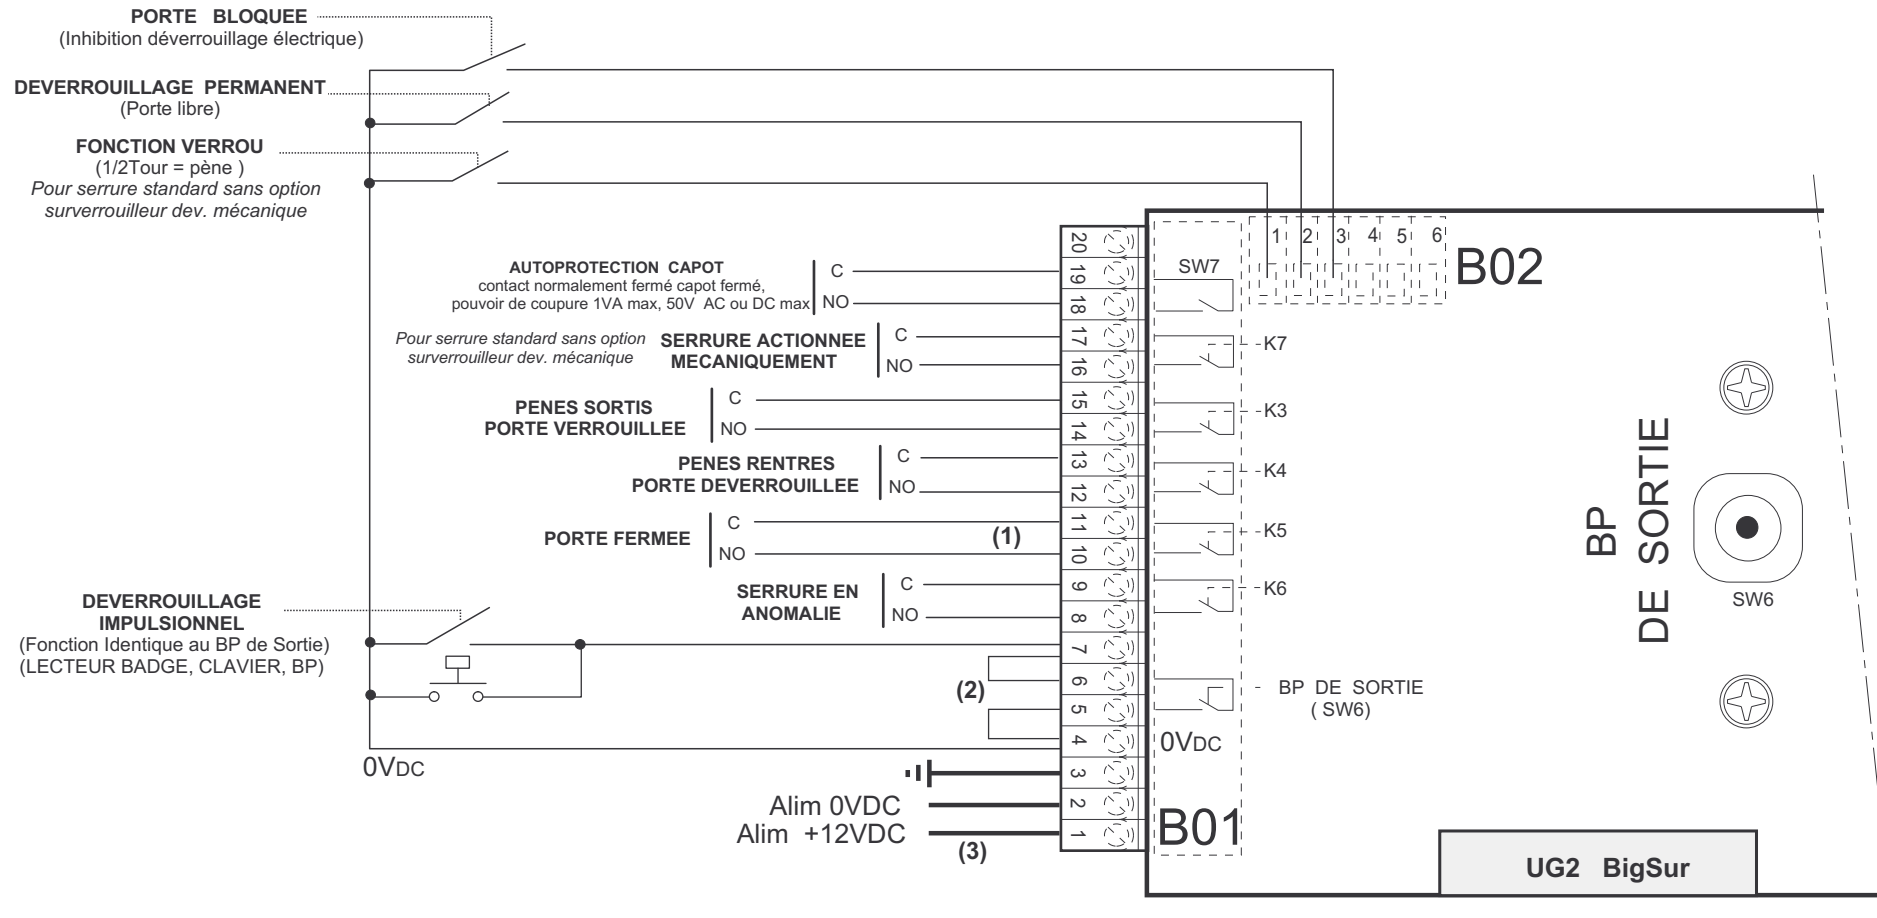 PORTE BLOQUEE
(Inhibition déverrouillage électrique)
DEVERROUILLAGE PERMANENT
(Porte libre)
FONCTION VERROU
(1/2Tour = pène )
Pour serrure standard sans option
surverrouilleur dev. mécanique
1 2 3 4 5 6
B02
AUTOPROTECTION CAPOT
contact normalement fermé capot fermé,
pouvoir de coupure 1VA max, 50V AC ou DC max
C
NO
20
19
18
SW7
Pour serrure standard sans option
surverrouilleur dev. mécanique
SERRURE ACTIONNEE
MECANIQUEMENT
C
NO
17
16
K7
PENES SORTIS
PORTE VERROUILLEE
C
NO
15
14
K3
PENES RENTRES
PORTE DEVERROUILLEE
C
NO
13
12
K4
PORTE FERMEE
C
NO
(1)
11
10
K5
SERRURE EN
ANOMALIE
C
NO
9
8
K6
DEVERROUILLAGE
IMPULSIONNEL
(Fonction Identique au BP de Sortie)
(LECTEUR BADGE, CLAVIER, BP)
7
6
(2)
5
4
BP DE SORTIE
( SW6)
0VDC
0VDC
3
Alim 0VDC
2
Alim +12VDC
(3)
1
B01
BP
DE SORTIE
SW6
UG2 BigSur